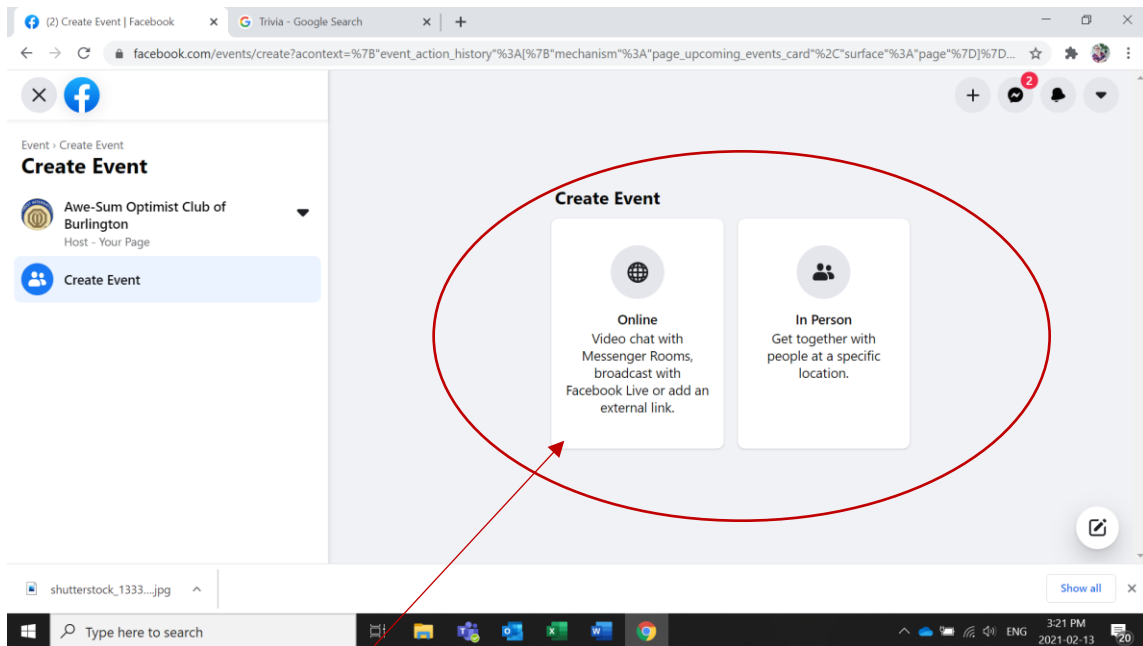 (2) Create Event | Facebook
Trivia - Google Search
facebook.com/events/create?acontext=%7B"event_action_history"%3A[%7B"mechanism"%3A"page_upcoming_events_card"%2C"surface"%3A"page"%7D]%7D...
2
Event › Create Event
Create Event
Awe-Sum Optimist Club of
Burlington
Host - Your Page
Create Event
Create Event
Online
Video chat with
Messenger Rooms,
broadcast with
Facebook Live or add an
external link.
In Person
Get together with
people at a specific
location.
shutterstock_1333....jpg
Show all
Type here to search
ENG
3:21 PM
2021-02-13
20